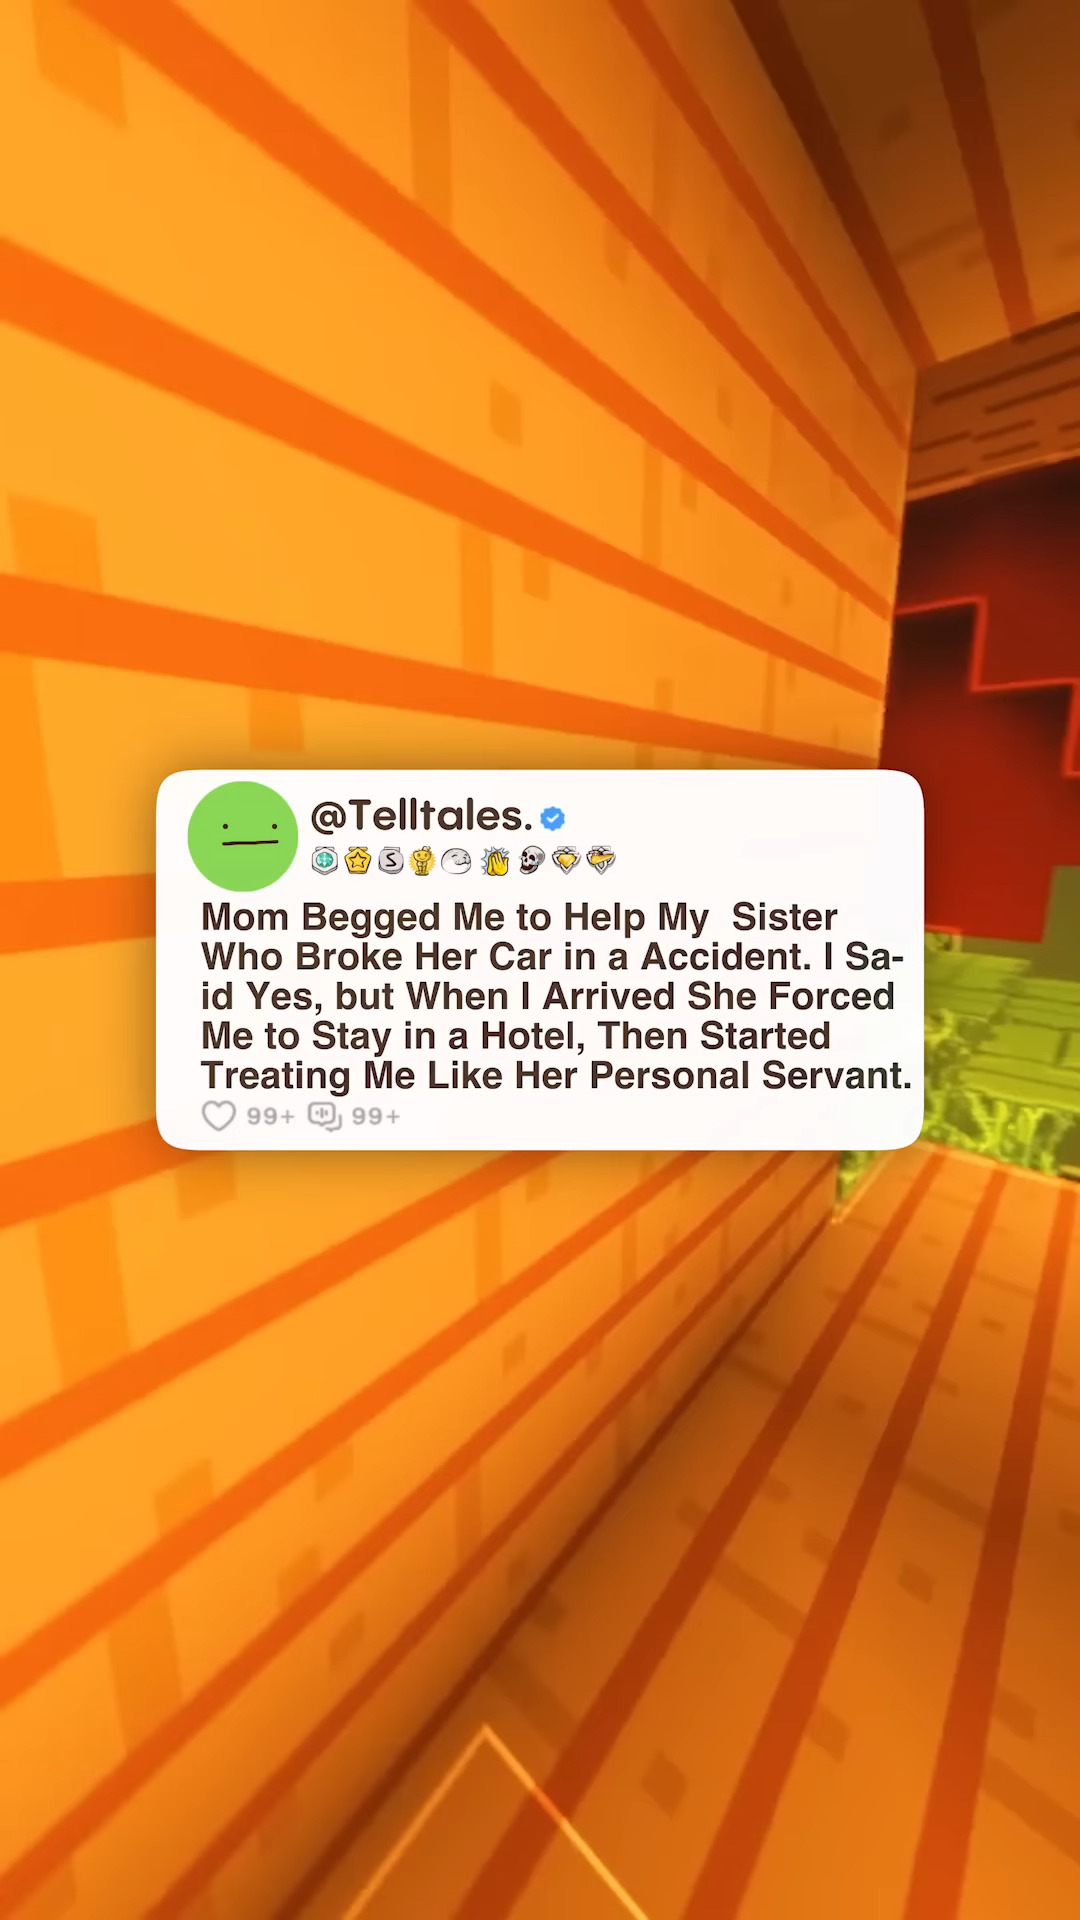 @Telltales.
Mom Begged Me to Help My  Sister
Who Broke Her Car in a Accident. I Sa-
id Yes, but When I Arrived She Forced
Me to Stay in a Hotel, Then Started
Treating Me Like Her Personal Servant.
99+ 99+